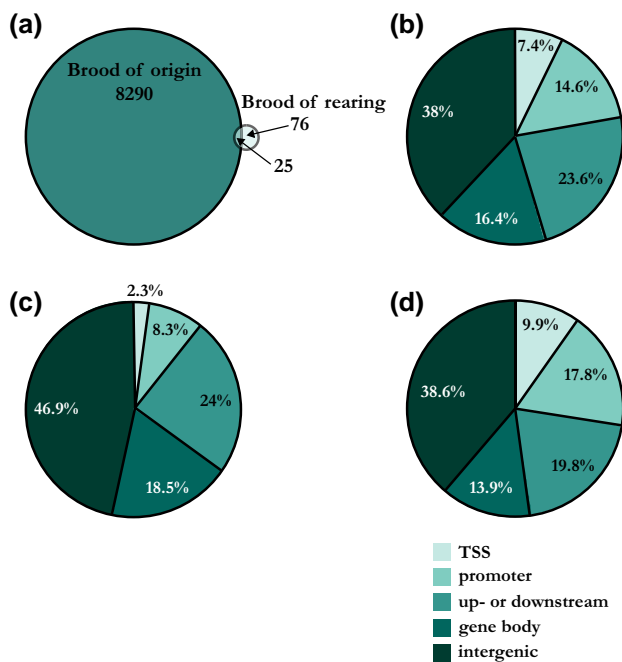 (a)
Brood of origin
8290
Brood of rearing
76
25
(b)
7.4%
14.6%
38%
23.6%
16.4%
(c)
2.3%
8.3%
46.9%
24%
18.5%
(d)
9.9%
17.8%
38.6%
19.8%
13.9%
TSS
promoter
up- or downstream
gene body
intergenic